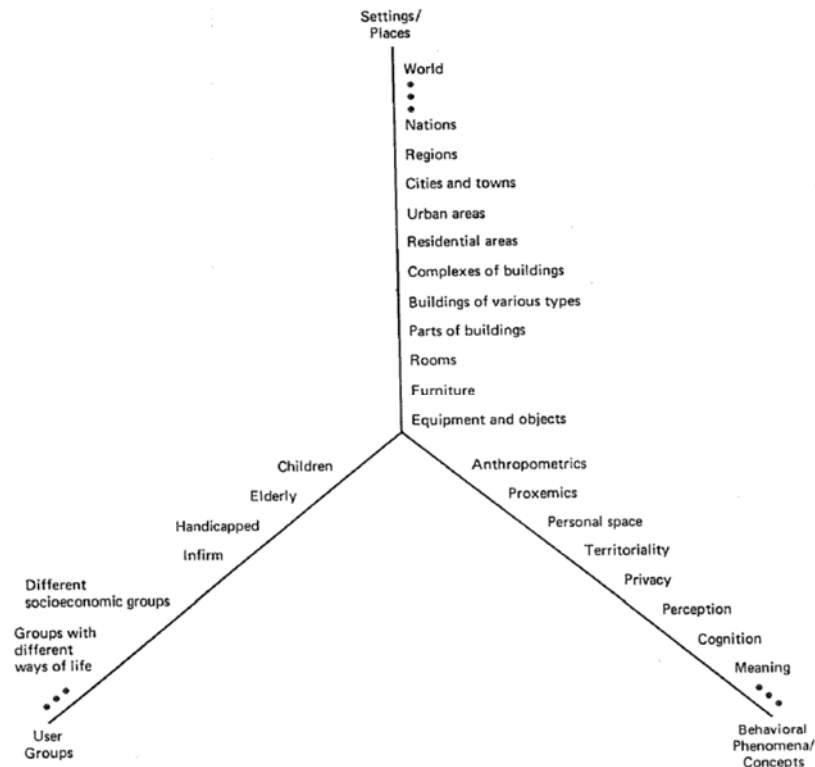 Settings/
Places
World
Nations
Regions
Cities and towns
Urban areas
Residential areas
Complexes of buildings
Buildings of various types
Parts of buildings
Rooms
Furniture
Equipment and objects
Children
Elderly
Handicapped
Infirm
Different
socioeconomic groups
Groups with
different
ways of life
User
Groups
Anthropometrics
Proxemics
Personal space
Territoriality
Privacy
Perception
Cognition
Meaning
Behavioral
Phenomena/
Concepts